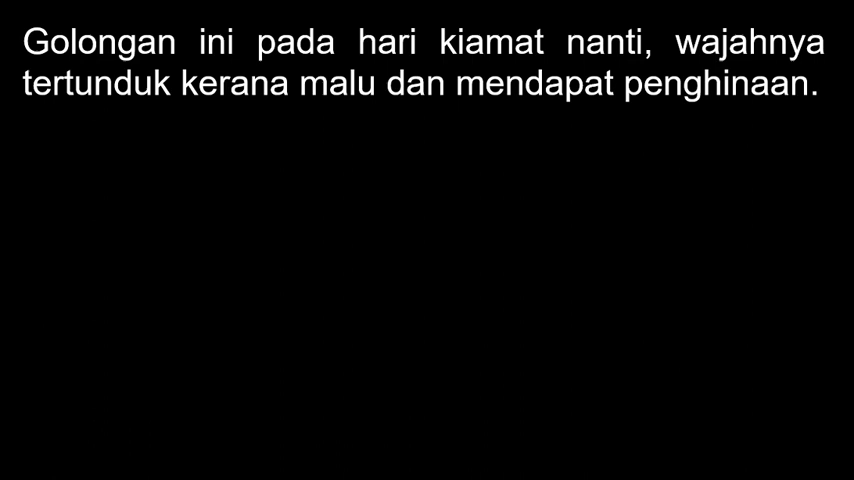 Golongan ini pada hari kiamat nanti, wajahnya
tertunduk kerana malu dan mendapat penghinaan.